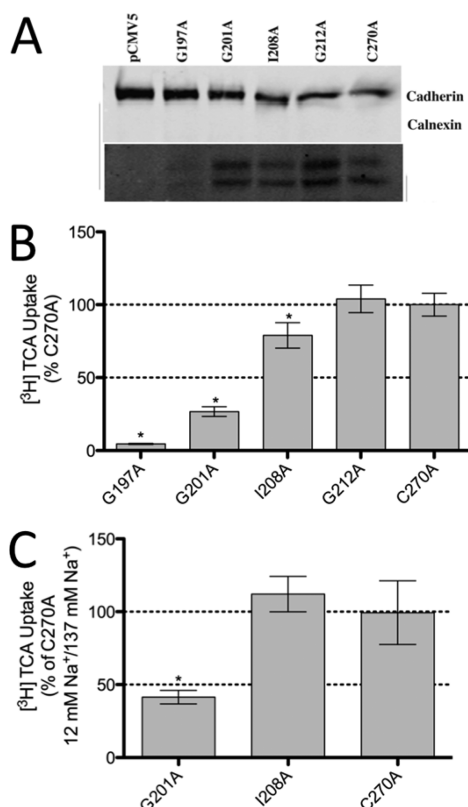 A
pCMV5 G197A G201A I208A G212A C270A
Cadherin
Calnexin
B
[³H] TCA Uptake
(% C270A)
150
100
50
0
* * *
G197A G201A I208A G212A C270A
C
[³H] TCA Uptake
(% of C270A
12 mM Na⁺/137 mM Na⁺)
150
100
50
0
*
G201A I208A C270A